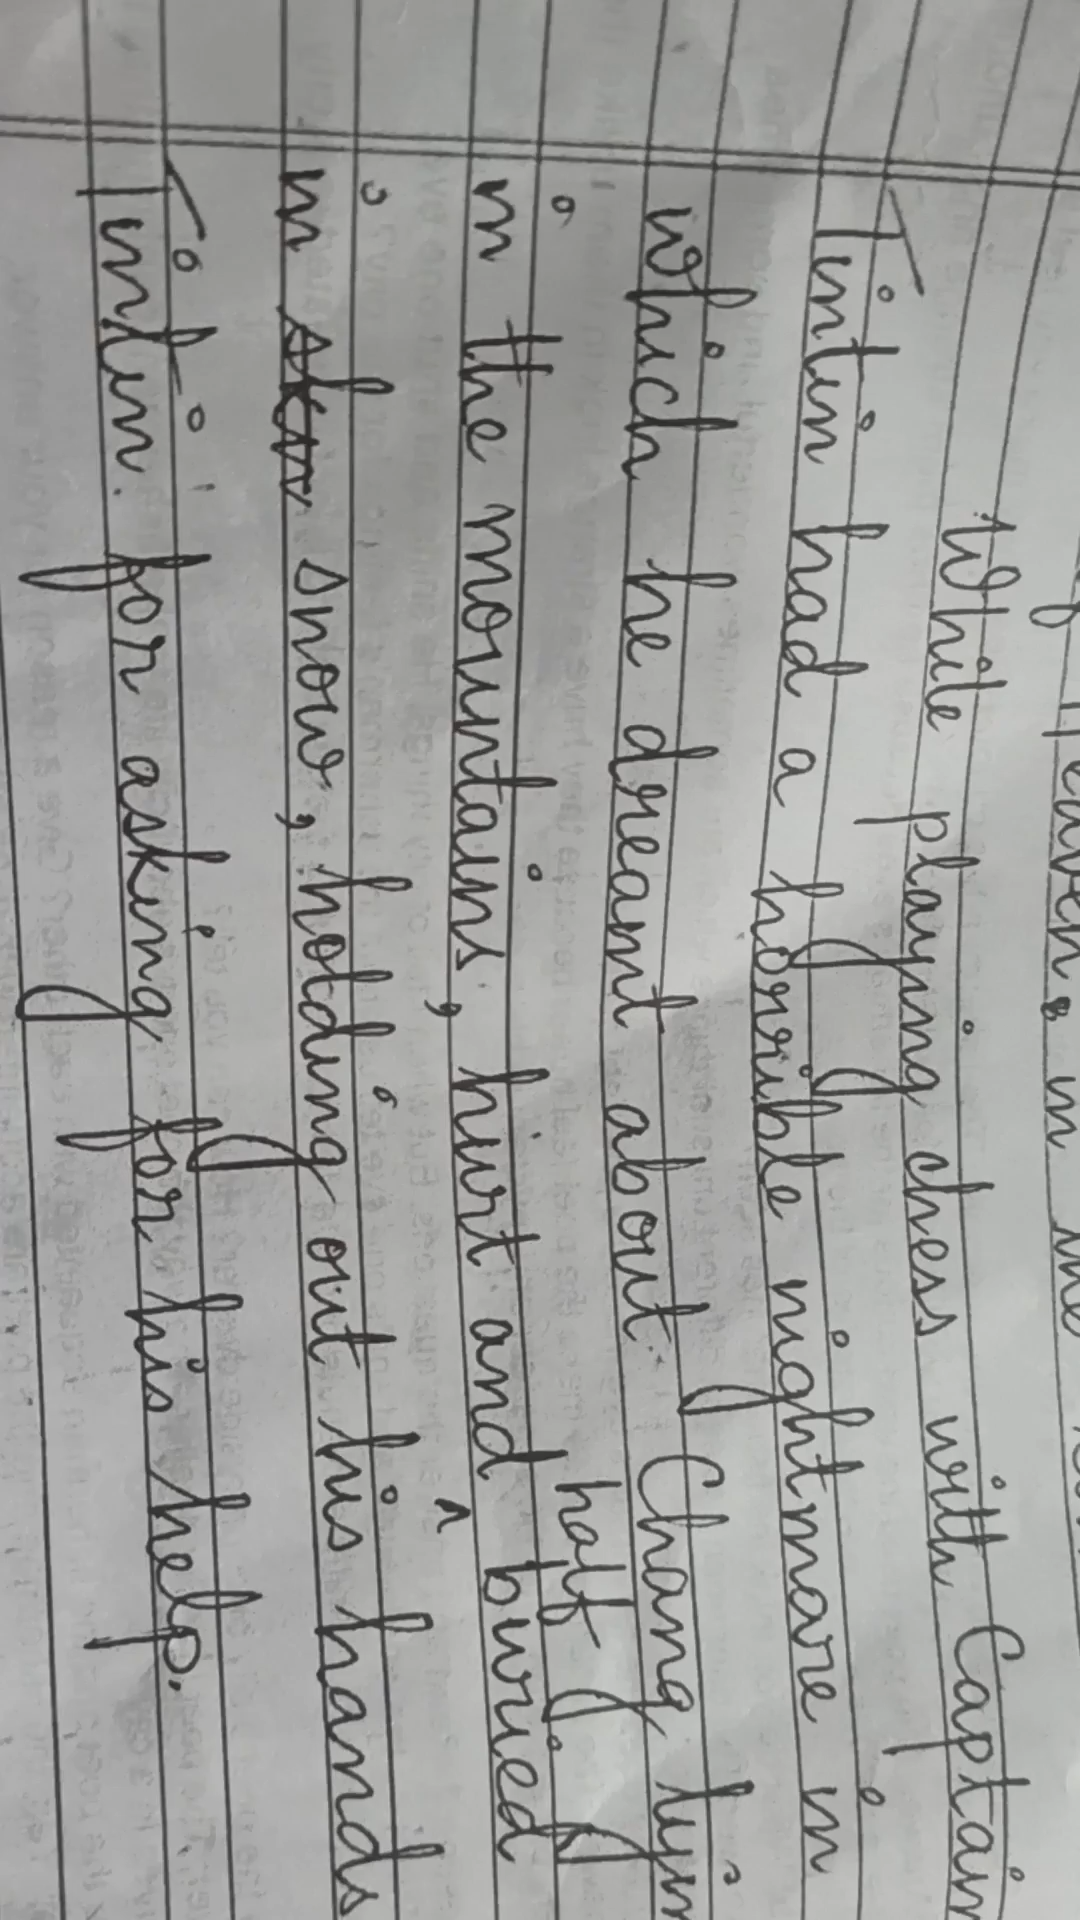 While playing chess with Captain
Tintin had a horrible nightmare in
which he dreamt about Chang lyin
in the mountains, hurt and half buried
in snow, holding out his hands
Tintin for asking for his help.